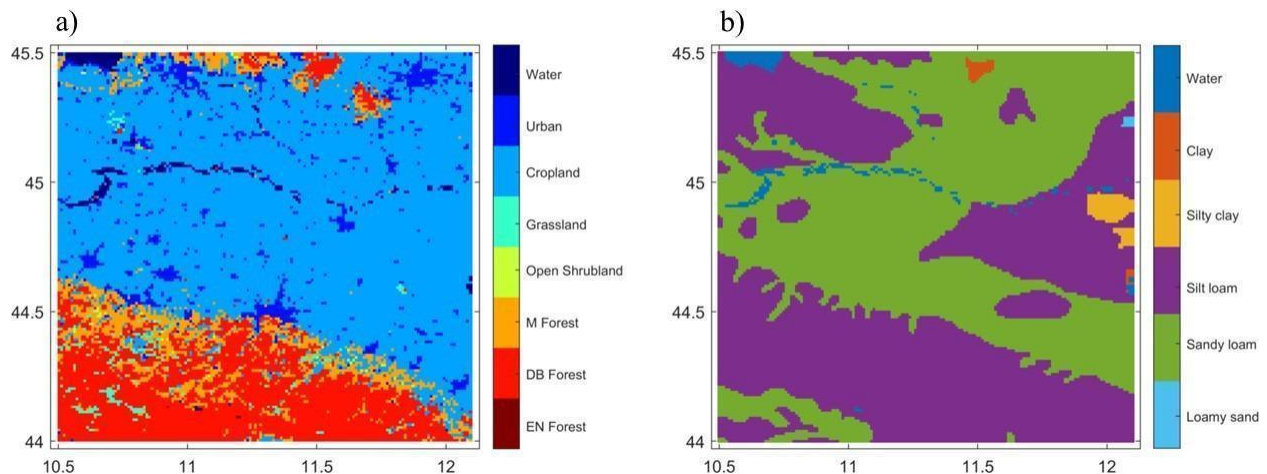 a)
45.5
45
44.5
44
10.5 11 11.5 12
Water
Urban
Cropland
Grassland
Open Shrubland
M Forest
DB Forest
EN Forest
b)
45.5
45
44.5
44
10.5 11 11.5 12
Water
Clay
Silty clay
Silt loam
Sandy loam
Loamy sand